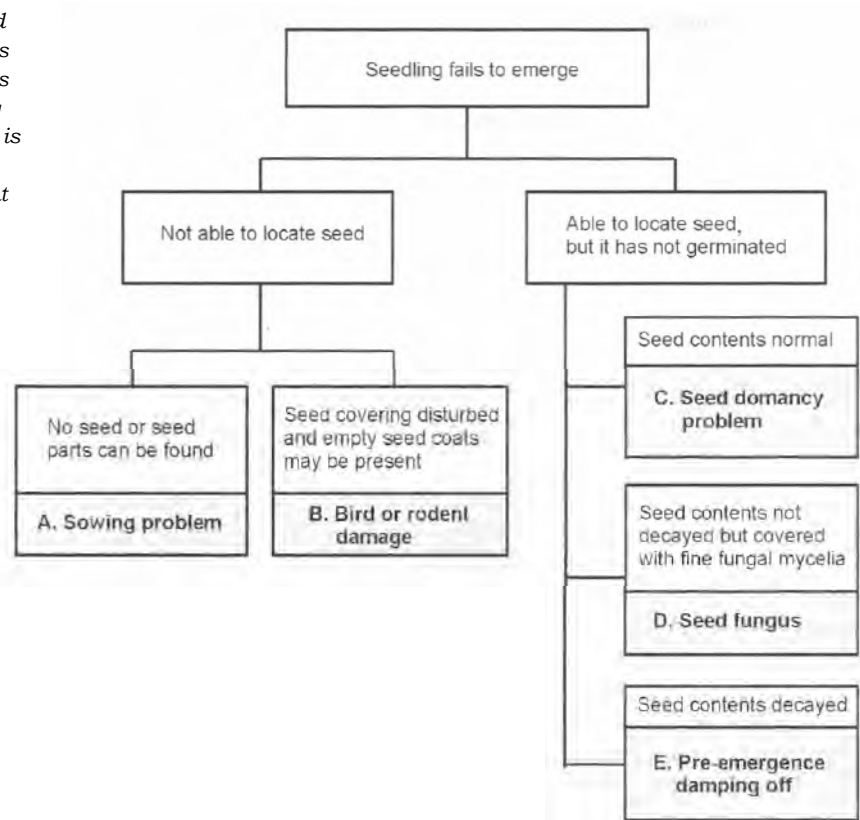 d
s
s
is
Seedling fails to emerge
Not able to locate seed
Able to locate seed,
but it has not germinated
No seed or seed
parts can be found
A. Sowing problem
Seed covering disturbed
and empty seed coats
may be present
B. Bird or rodent
damage
Seed contents normal
C. Seed domancy
problem
Seed contents not
decayed but covered
with fine fungal mycelia
D. Seed fungus
Seed contents decayed
E. Pre-emergence
damping off